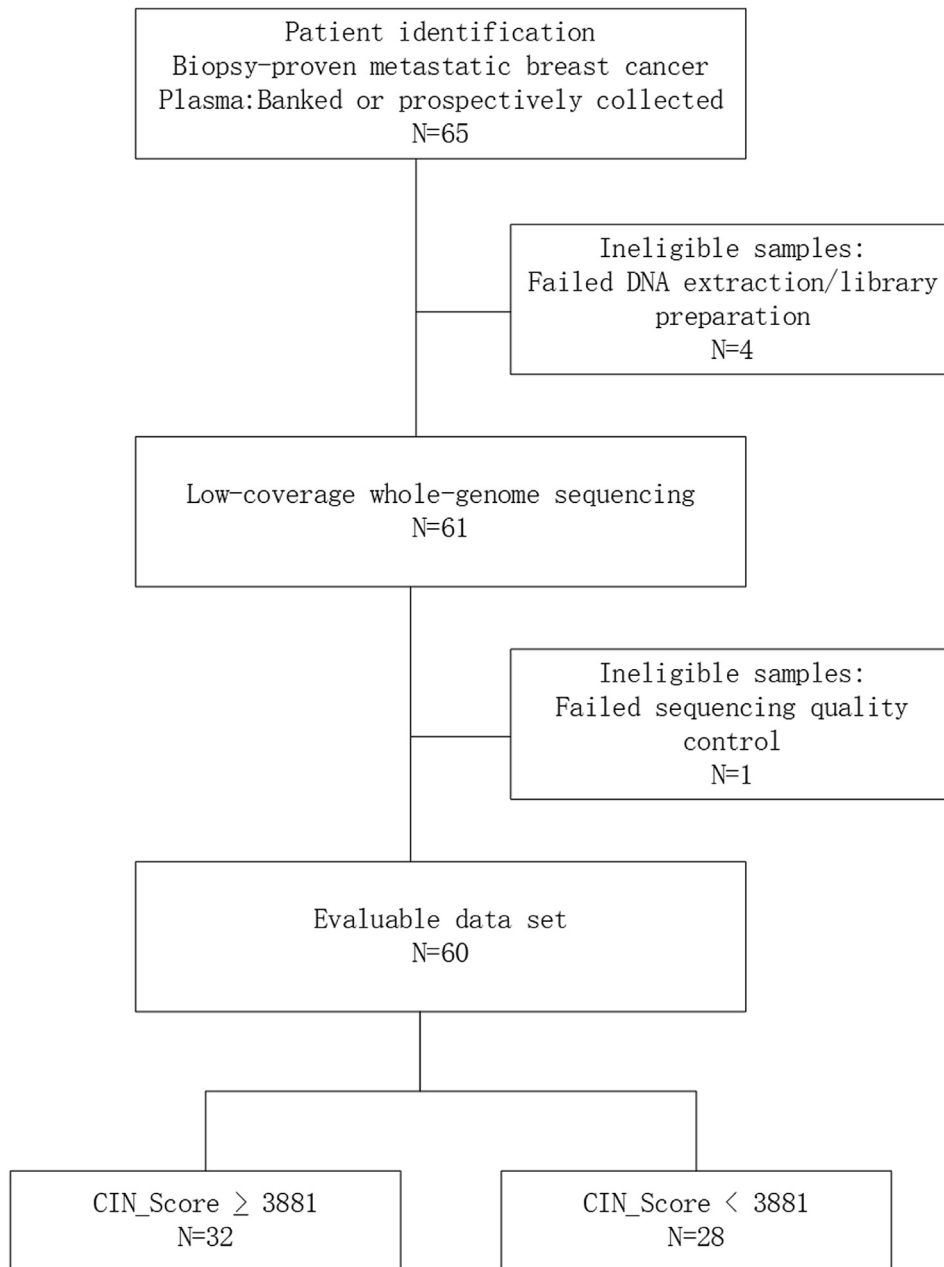 Patient identification
Biopsy-proven metastatic breast cancer
Plasma:Banked or prospectively collected
N=65
Ineligible samples:
Failed DNA extraction/library
preparation
N=4
Low-coverage whole-genome sequencing
N=61
Ineligible samples:
Failed sequencing quality
control
N=1
Evaluable data set
N=60
CIN_Score ≥ 3881
N=32
CIN_Score < 3881
N=28